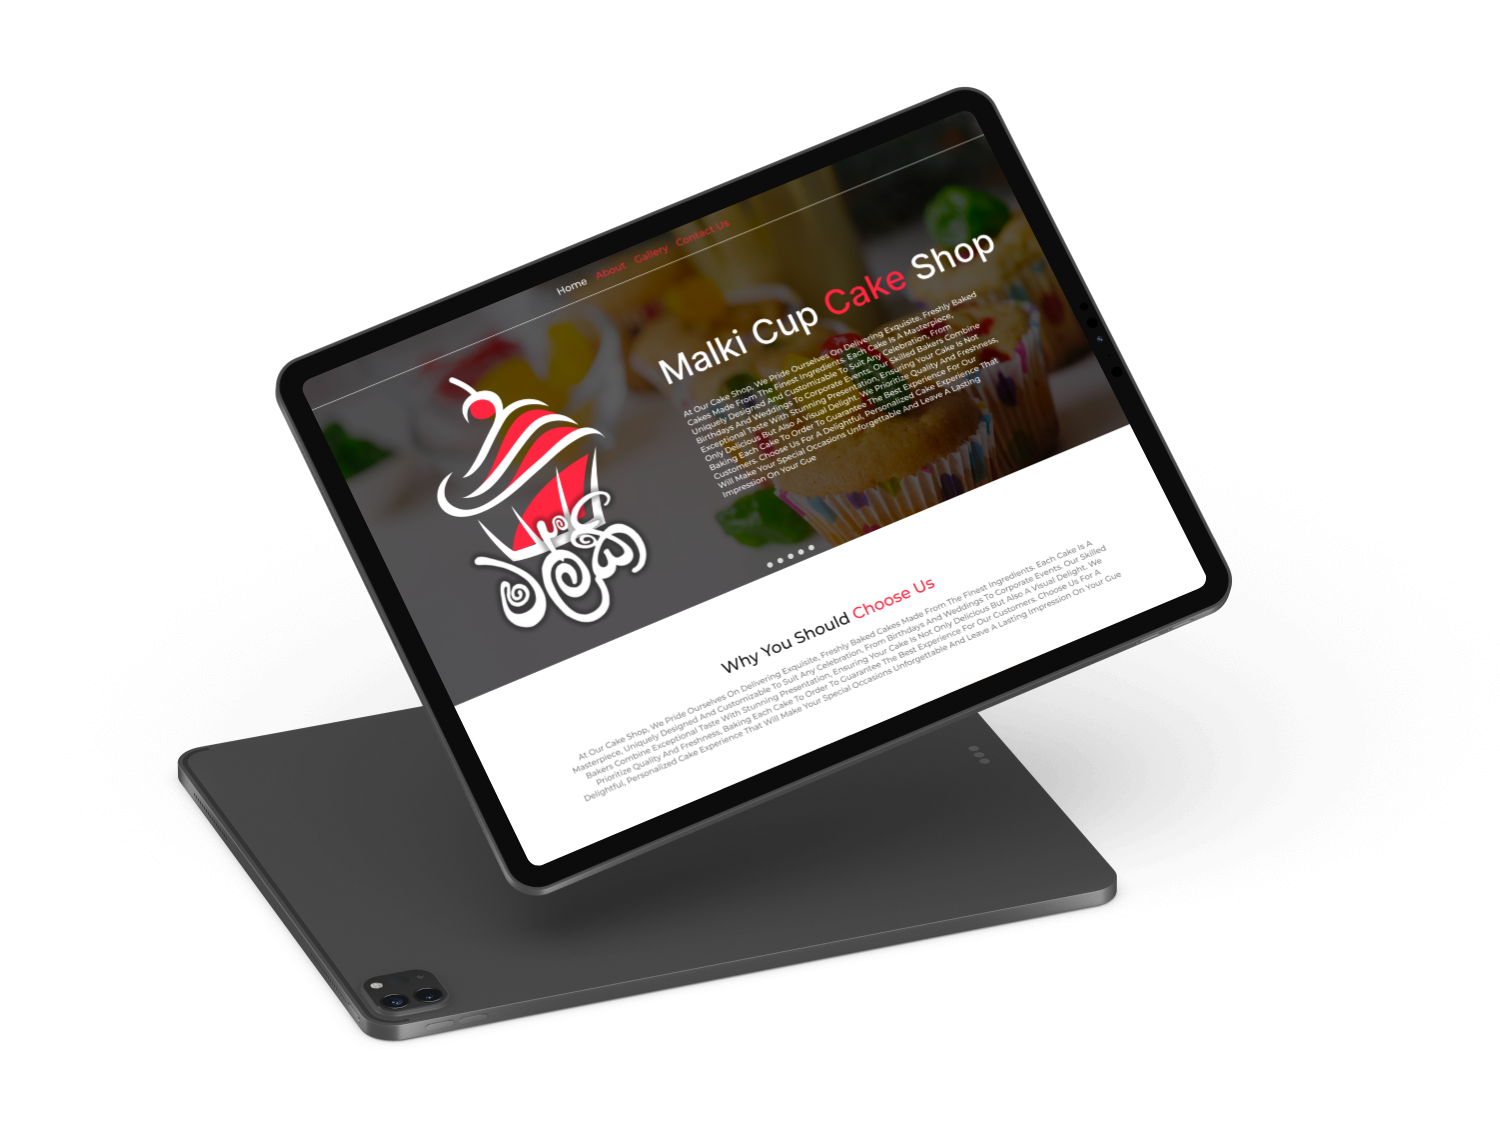 Home About Gallery Contact Us
Malki Cup Cake Shop
At Our Cake Shop, We Pride Ourselves On Delivering Exquisite, Freshly Baked
Cakes Made From The Finest Ingredients. Each Cake Is A Masterpiece,
Uniquely Designed And Customizable To Suit Any Celebration, From
Birthdays And Weddings To Corporate Events. Our Skilled Bakers Combine
Exceptional Taste With Stunning Presentation, Ensuring Your Cake Is Not
Only Delicious But Also A Visual Delight. We Prioritize Quality And Freshness,
Baking Each Cake To Order To Guarantee The Best Experience For Our
Customers. Choose Us For A Delightful, Personalized Cake Experience That
Will Make Your Special Occasions Unforgettable And Leave A Lasting
Impression On Your Gue
Why You Should Choose Us
At Our Cake Shop, We Pride Ourselves On Delivering Exquisite, Freshly Baked Cakes Made From The Finest Ingredients. Each Cake Is A
Masterpiece, Uniquely Designed And Customizable To Suit Any Celebration, From Birthdays And Weddings To Corporate Events. Our Skilled
Bakers Combine Exceptional Taste With Stunning Presentation, Ensuring Your Cake Is Not Only Delicious But Also A Visual Delight. We
Prioritize Quality And Freshness, Baking Each Cake To Order To Guarantee The Best Experience For Our Customers. Choose Us For A
Delightful, Personalized Cake Experience That Will Make Your Special Occasions Unforgettable And Leave A Lasting Impression On Your Gue